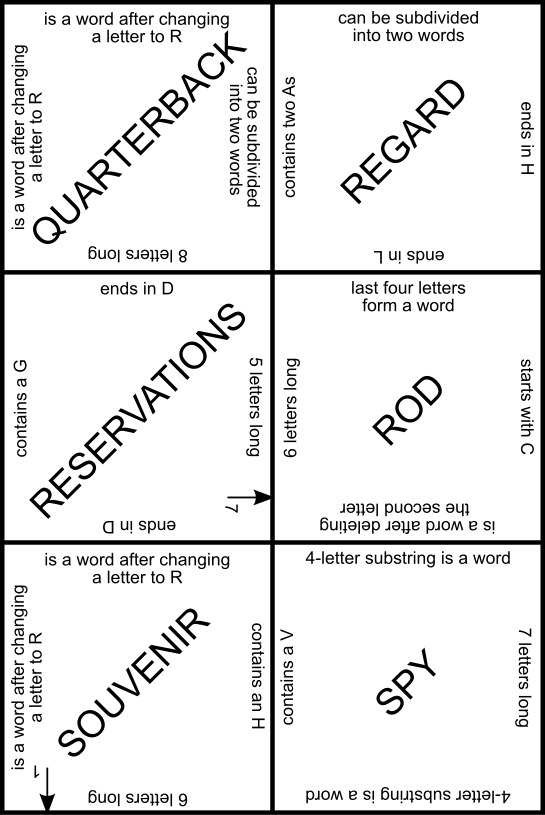 is a word after changing
a letter to R
is a word after changing
a letter to R
QUARTERBACK
can be subdivided
into two words
8 letters long
can be subdivided
into two words
contains two As
REGARD
ends in H
ends in L
ends in D
contains a G
RESERVATIONS
5 letters long
7
ends in D
last four letters
form a word
6 letters long
ROD
starts with C
is a word after deleting
the second letter
is a word after changing
a letter to R
is a word after changing
a letter to R
1
SOUVENIR
contains an H
6 letters long
4-letter substring is a word
contains a V
SPY
7 letters long
4-letter substring is a word